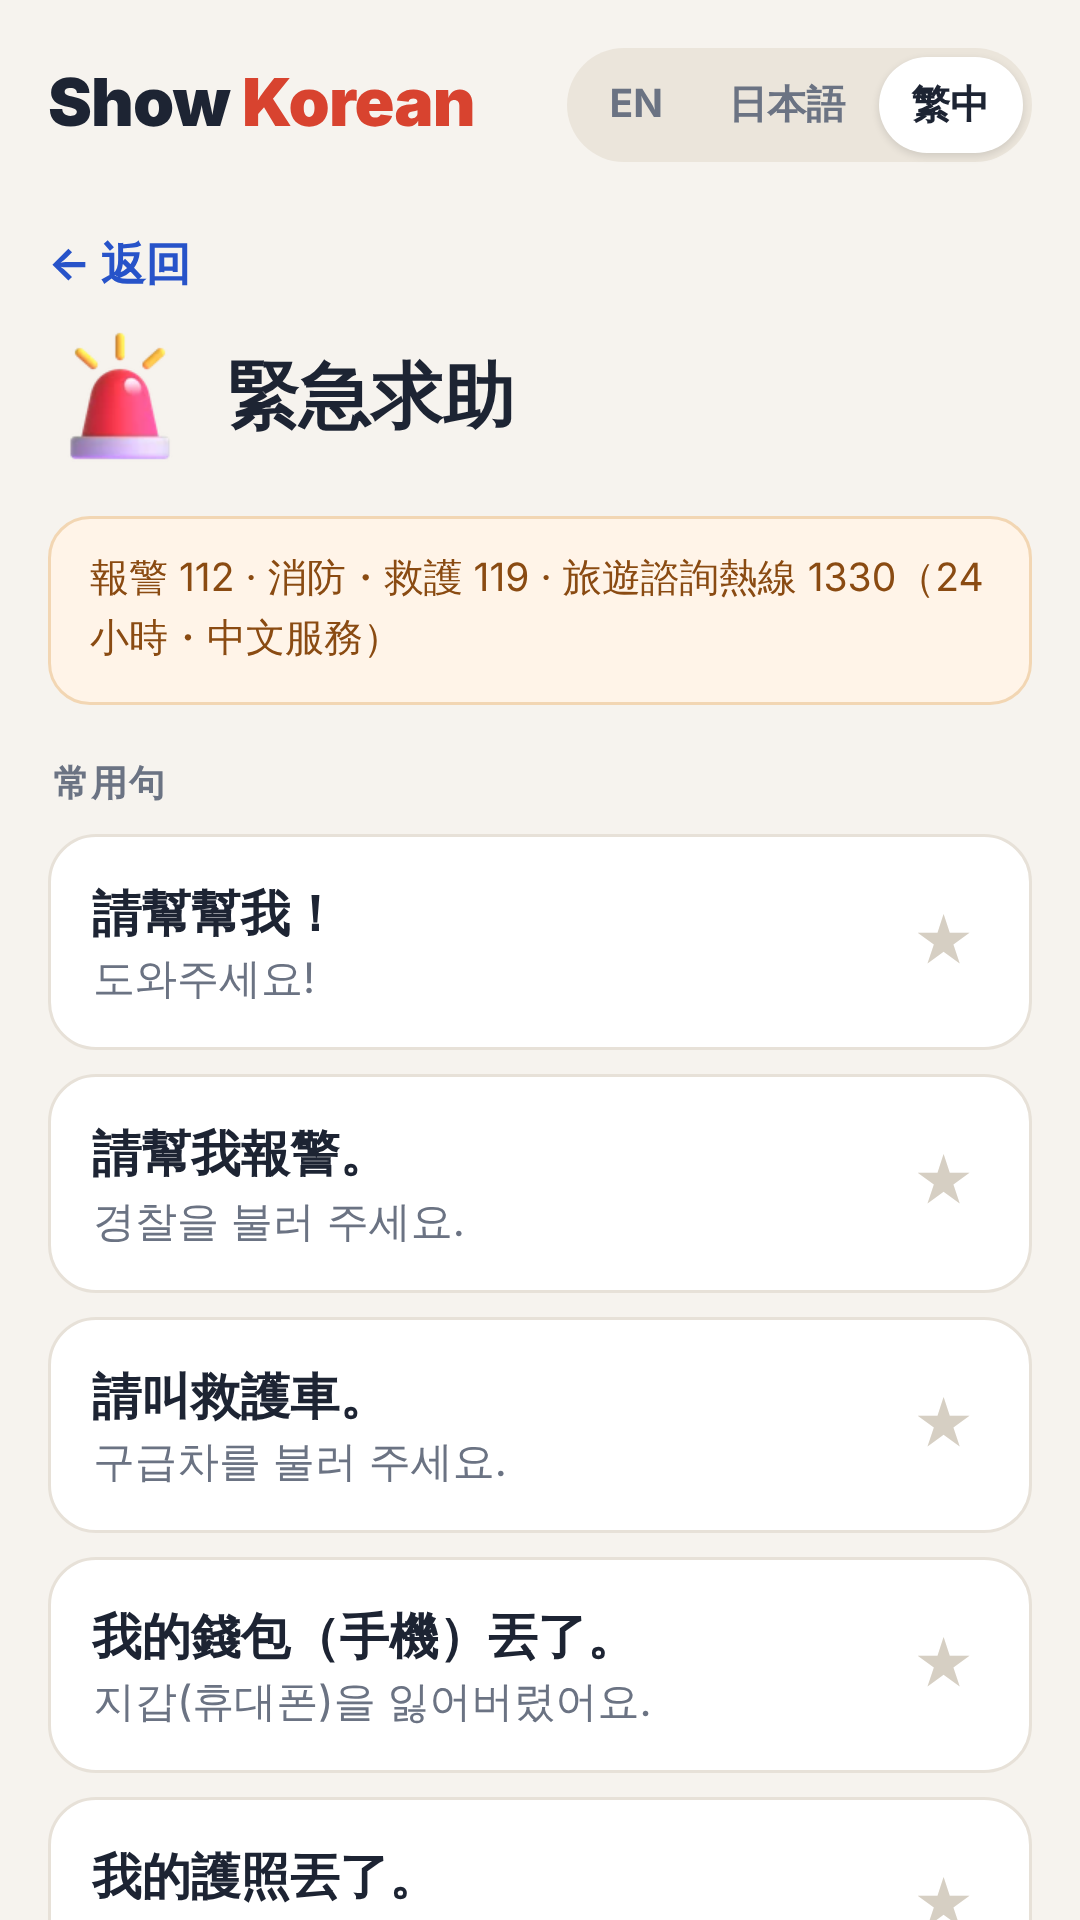 Show Korean
EN 日本語 繁中
← 返回
緊急求助
報警 112 · 消防・救護 119 · 旅遊諮詢熱線 1330（24
小時・中文服務）
常用句
請幫幫我！
도와주세요!
請幫我報警。
경찰을 불러 주세요.
請叫救護車。
구급차를 불러 주세요.
我的錢包（手機）丟了。
지갑(휴대폰)을 잃어버렸어요.
我的護照丟了。